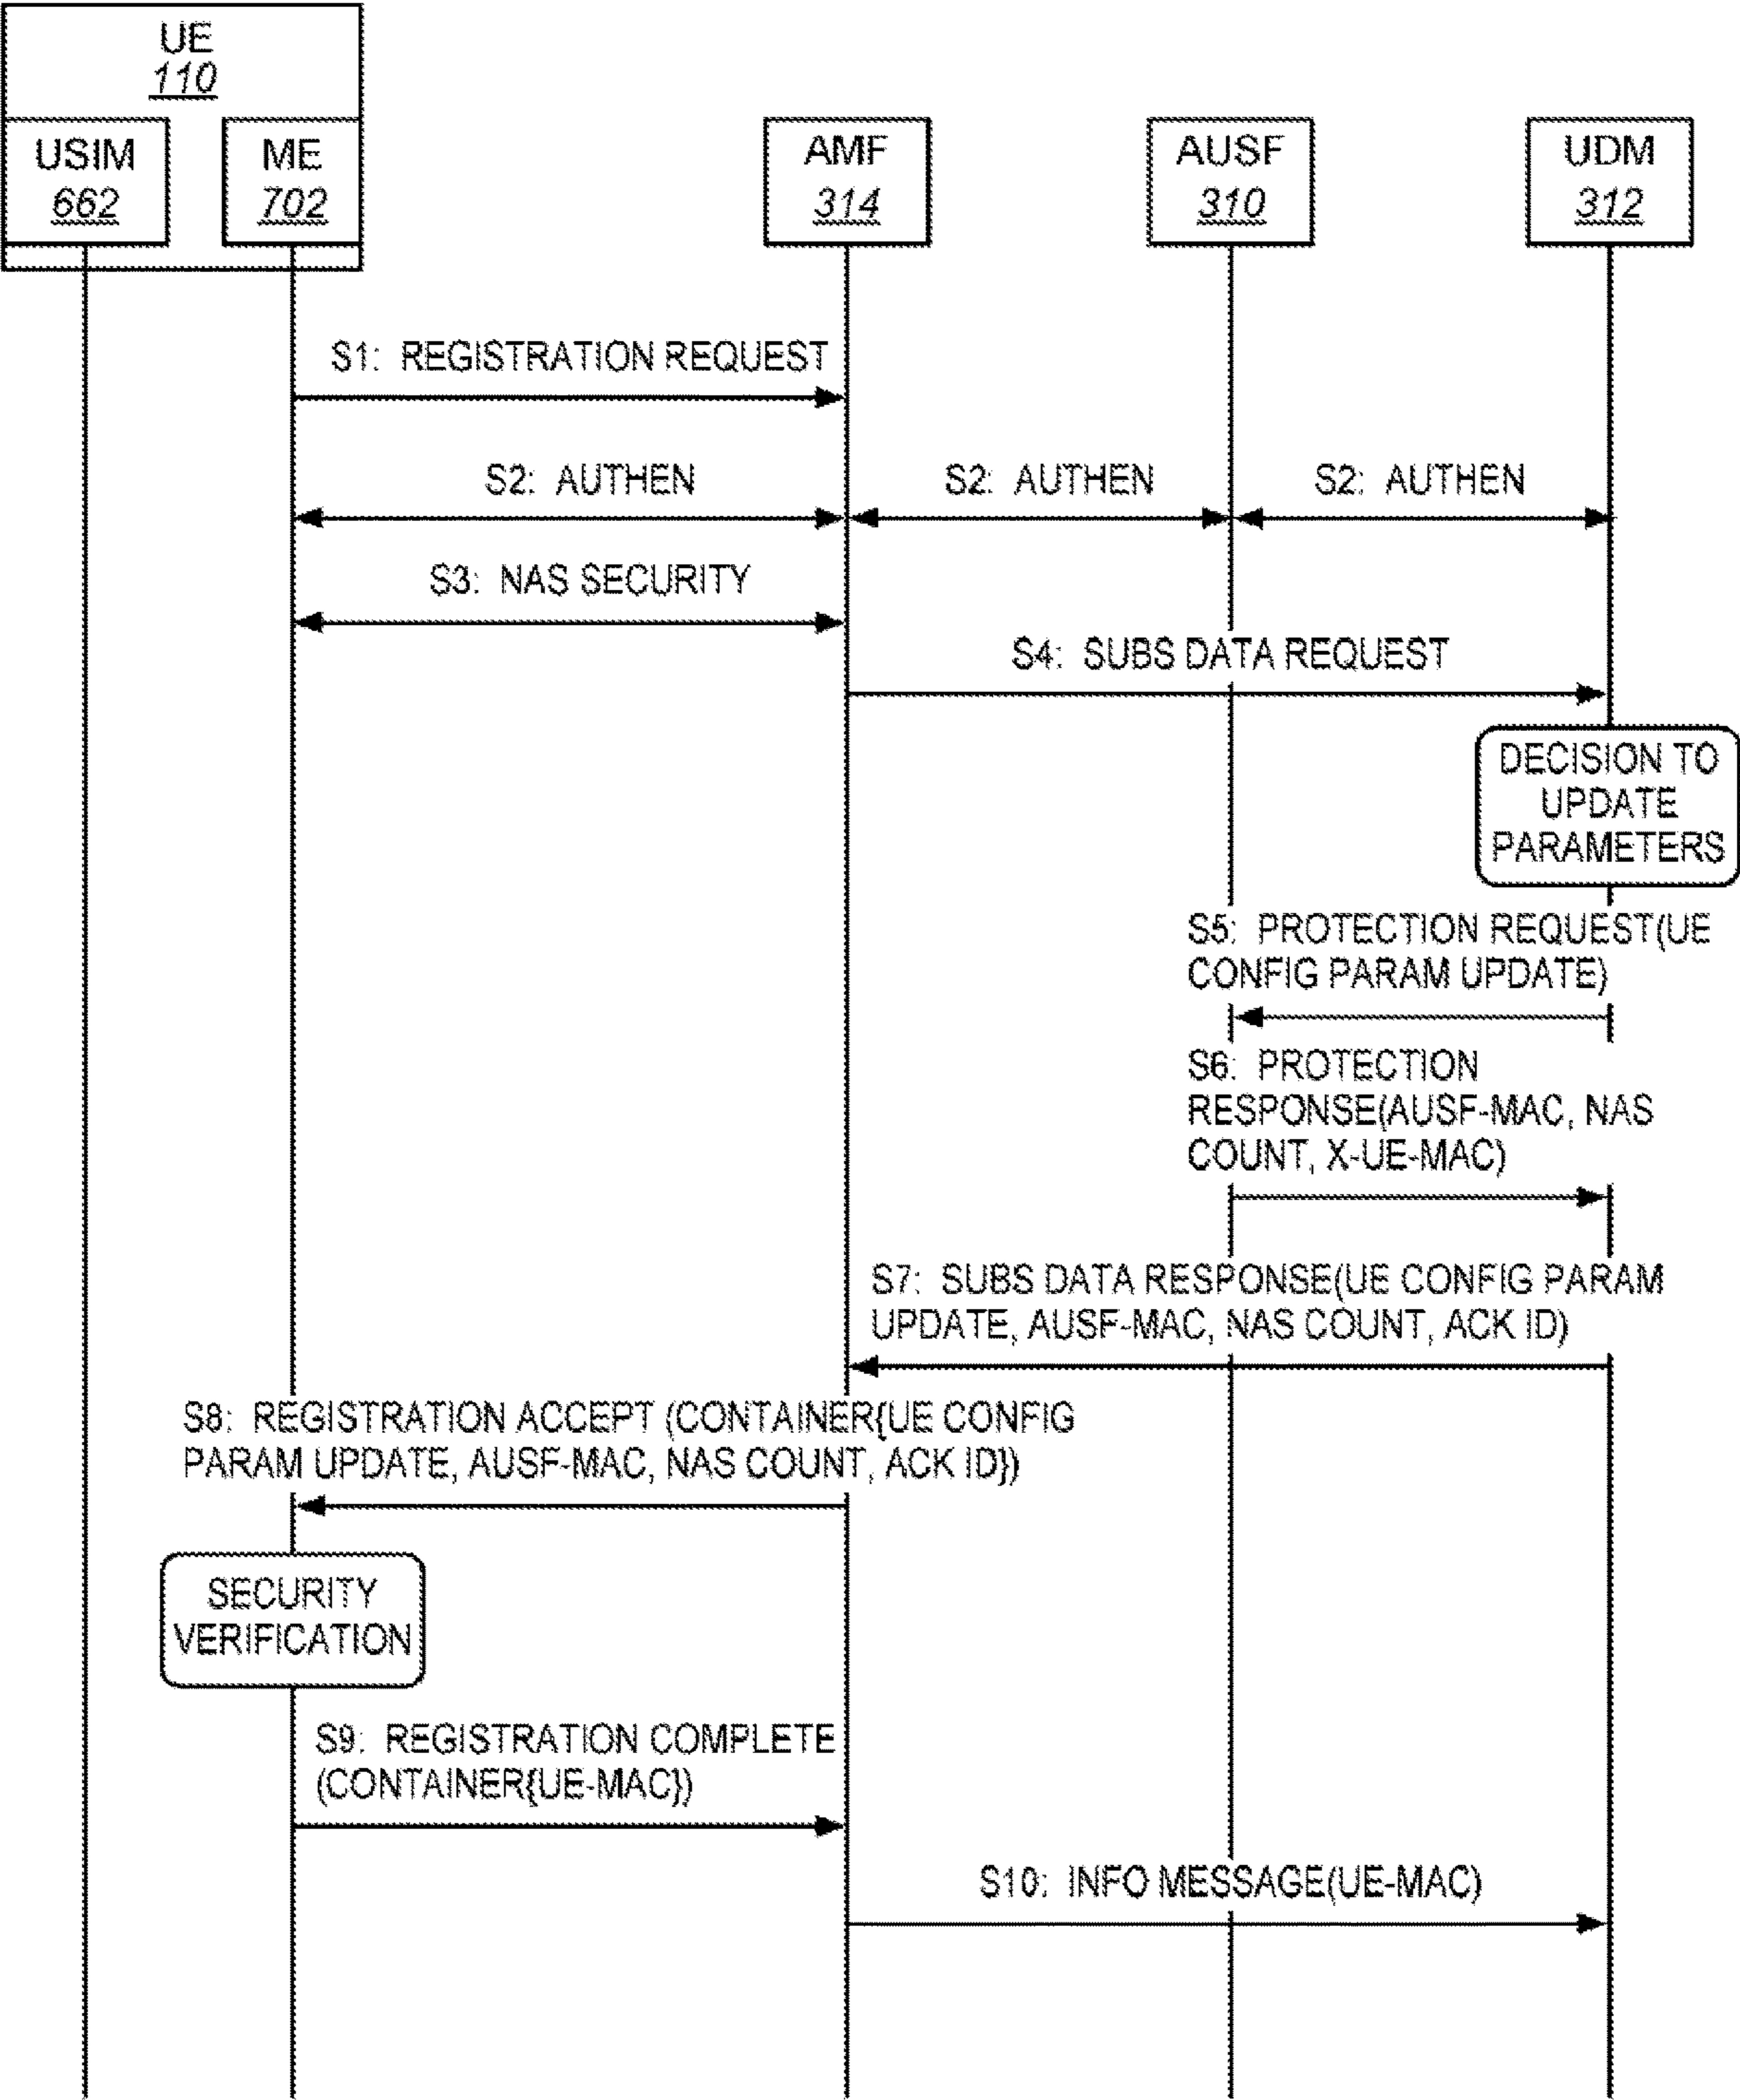 UE
110
USIM
662
ME
702
AMF
314
AUSF
310
UDM
312
S1: REGISTRATION REQUEST
S2: AUTHEN
S2: AUTHEN
S2: AUTHEN
S3: NAS SECURITY
S4: SUBS DATA REQUEST
DECISION TO
UPDATE
PARAMETERS
S5: PROTECTION REQUEST(UE
CONFIG PARAM UPDATE)
S6: PROTECTION
RESPONSE(AUSF-MAC, NAS
COUNT, X-UE-MAC)
S7: SUBS DATA RESPONSE(UE CONFIG PARAM
UPDATE, AUSF-MAC, NAS COUNT, ACK ID)
S8: REGISTRATION ACCEPT (CONTAINER{UE CONFIG
PARAM UPDATE, AUSF-MAC, NAS COUNT, ACK ID})
SECURITY
VERIFICATION
S9: REGISTRATION COMPLETE
(CONTAINER{UE-MAC})
S10: INFO MESSAGE(UE-MAC)